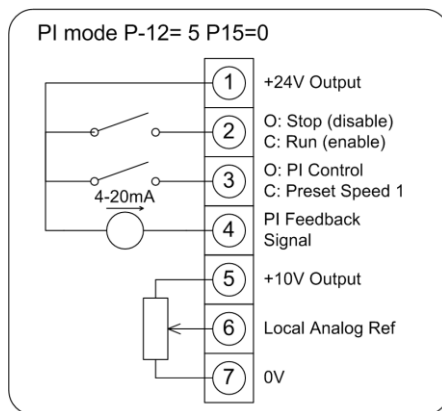 PI mode P-12= 5 P15=0
1 +24V Output
2 O: Stop (disable)
C: Run (enable)
3 O: PI Control
C: Preset Speed 1
4-20mA
4 PI Feedback
Signal
5 +10V Output
6 Local Analog Ref
7 0V